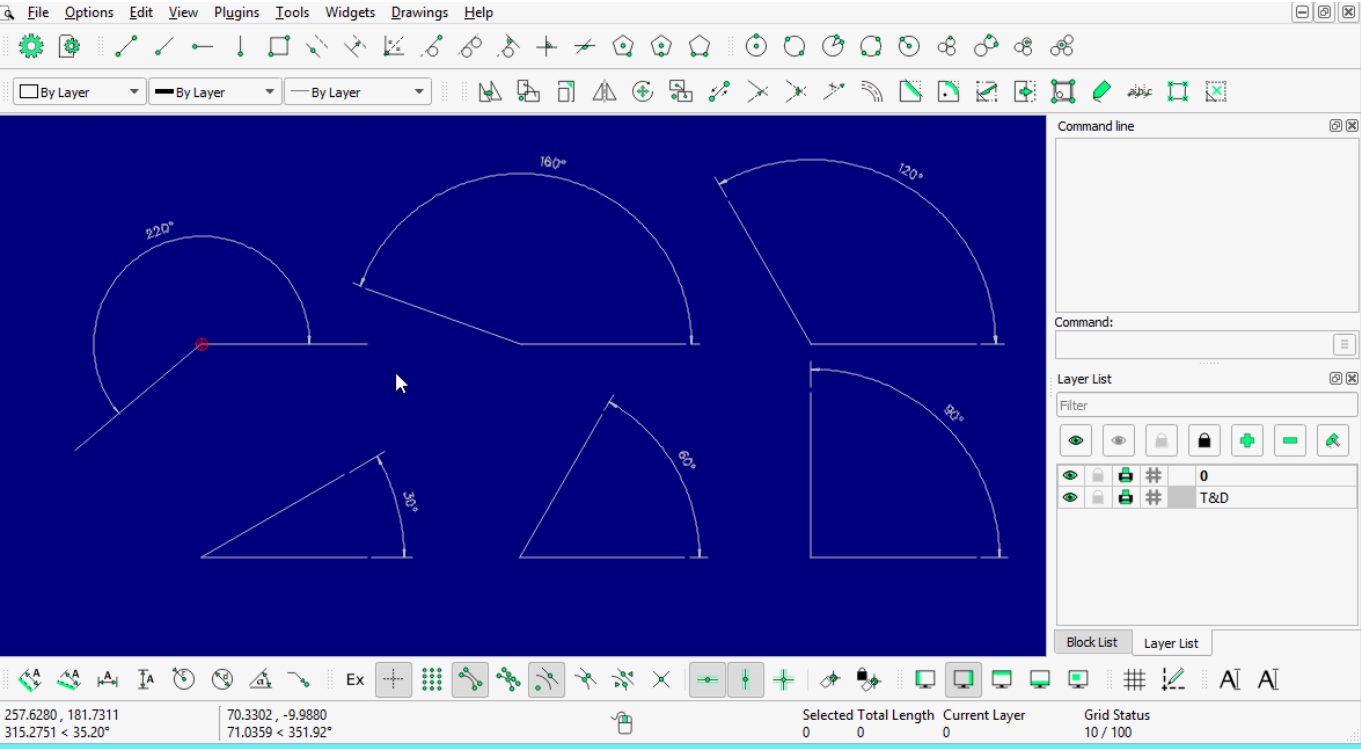 File Options Edit View Plugins Tools Widgets Drawings Help
By Layer By Layer By Layer
Command line
160°
120°
220°
Command:
Layer List
Filter
90°
60°
30°
0
T&D
Block List Layer List
Ex
257.6280 , 181.7311 70.3302 , -9.9880 Selected Total Length Current Layer Grid Status
315.2751 < 35.20° 71.0359 < 351.92° 0 0 0 10 / 100